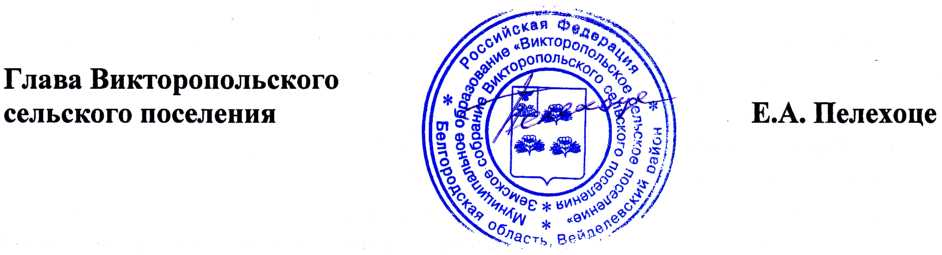 Глава Викторопольского
сельского поселения
Е.А. Пелехоце
Российская Федерация
* Белгородская область, Вейделевский район *
Муниципальное образование «Викторопольское сельское поселение» *
Земское собрание Викторопольского сельского поселения *